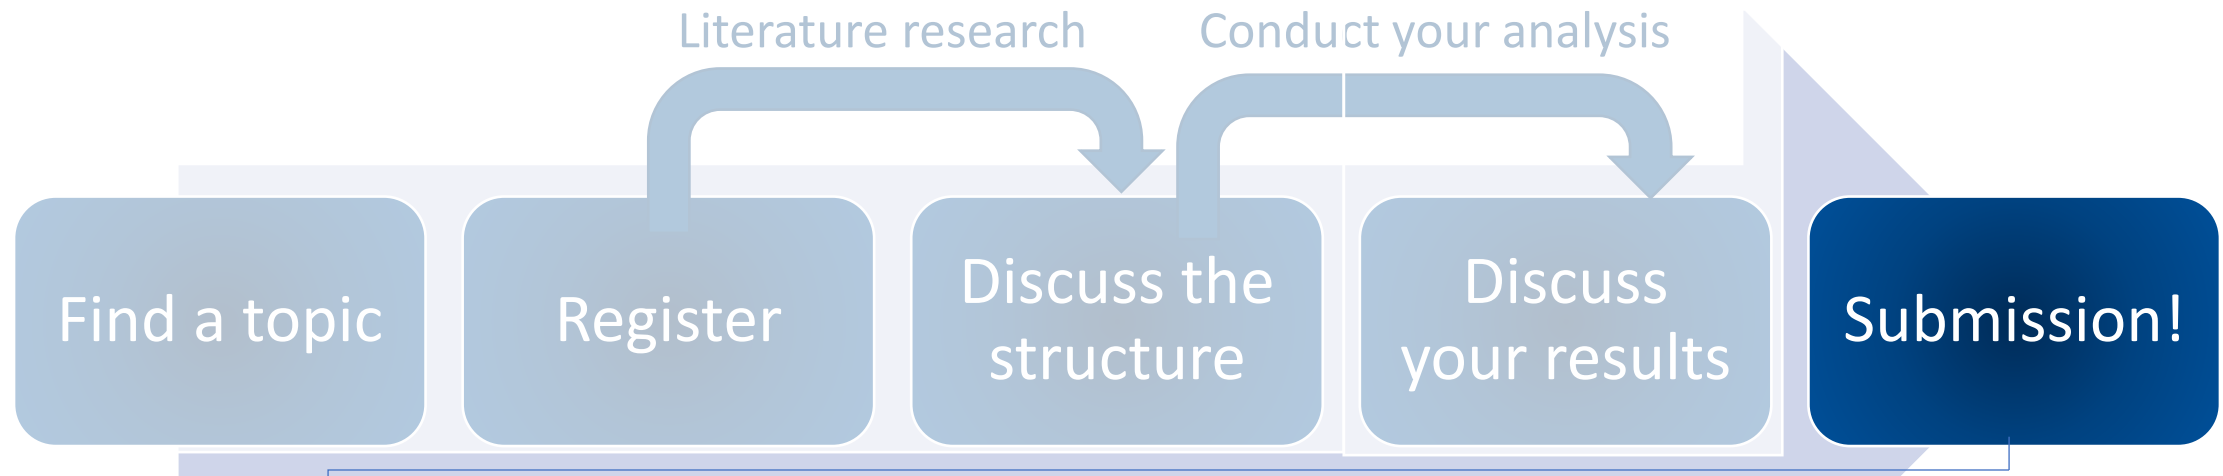 Literature research
Conduct your analysis
Find a topic
Register
Discuss the
structure
Discuss
your results
Submission!